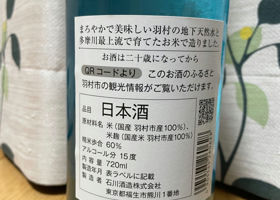 まろやかで美味しい羽村の地下天然水と
多摩川最上流で育てたお米で造りました。
お酒は二十歳になってから
QRコードより このお酒のふるさと
羽村市の観光情報がご覧いただけます。
品目 日本酒
原材料名 米(国産 羽村市産100%)、
米麹(国産米 羽村市産100%)
精米歩合 60%
アルコール分 15度
内容量 720ml
製造年月 表ラベルに記載
製造者 石川酒造株式会社
東京都福生市熊川1番地